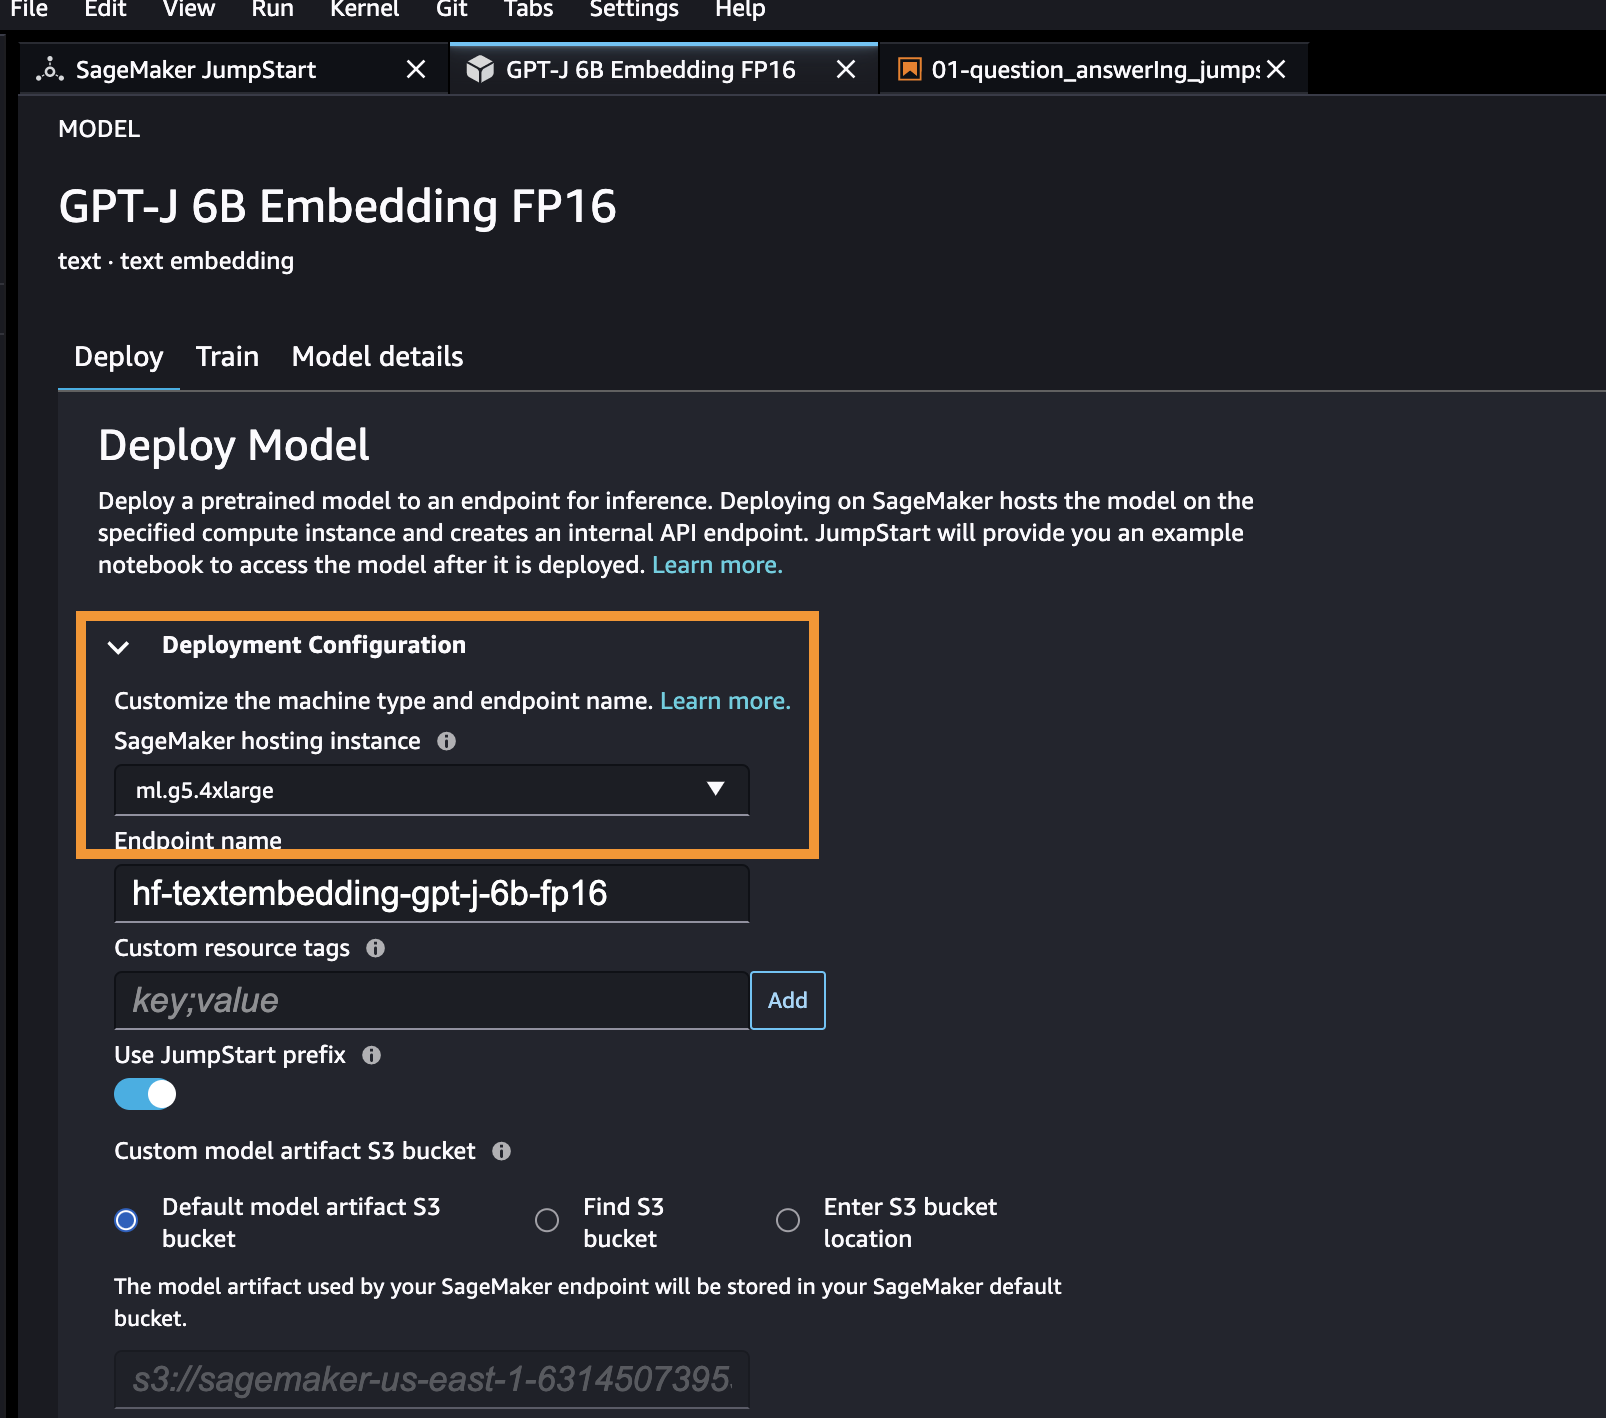 File Edit View Run Kernel Git Tabs Settings Help
SageMaker JumpStart GPT-J 6B Embedding FP16 01-question_answerIng_jumps
MODEL
GPT-J 6B Embedding FP16
text · text embedding
Deploy Train Model details
Deploy Model
Deploy a pretrained model to an endpoint for inference. Deploying on SageMaker hosts the model on the
specified compute instance and creates an internal API endpoint. JumpStart will provide you an example
notebook to access the model after it is deployed. Learn more.
Deployment Configuration
Customize the machine type and endpoint name. Learn more.
SageMaker hosting instance
ml.g5.4xlarge
Endpoint name
hf-textembedding-gpt-j-6b-fp16
Custom resource tags
key;value
Add
Use JumpStart prefix
Custom model artifact S3 bucket
Default model artifact S3
bucket
Find S3
bucket
Enter S3 bucket
location
The model artifact used by your SageMaker endpoint will be stored in your SageMaker default
bucket.
s3://sagemaker-us-east-1-6314507395